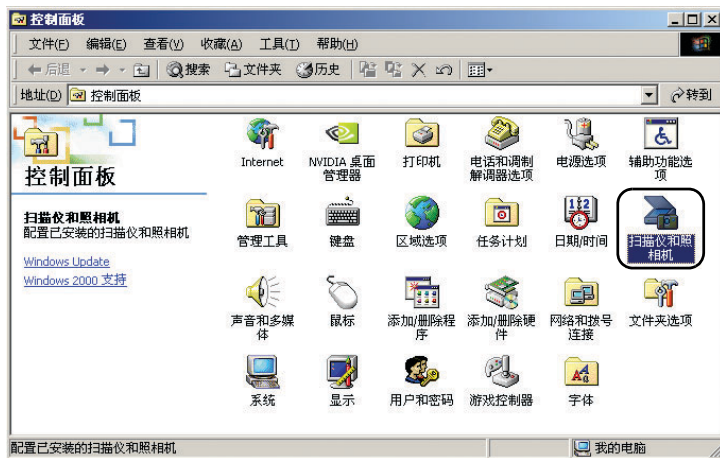 控制面板
文件(F) 编辑(E) 查看(V) 收藏(A) 工具(T) 帮助(H)
后退 搜索 文件夹 历史
地址(D) 控制面板 转到
控制面板
扫描仪和照相机
配置已安装的扫描仪和照相机
Windows Update
Windows 2000 支持
Internet
NVIDIA 桌面
管理器
打印机
电话和调制
解调器选项
电源选项
辅助功能选
项
管理工具
键盘
区域选项
任务计划
日期/时间
扫描仪和照
相机
声音和多媒
体
鼠标
添加/删除程
序
添加/删除硬
件
网络和拨号
连接
文件夹选项
系统
显示
用户和密码
游戏控制器
字体
配置已安装的扫描仪和照相机 我的电脑